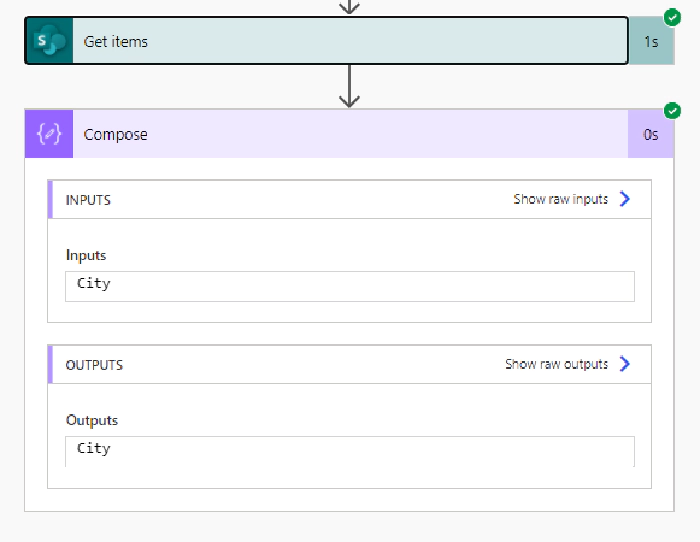 Get items
1s
Compose
0s
INPUTS
Show raw inputs
Inputs
City
OUTPUTS
Show raw outputs
Outputs
City